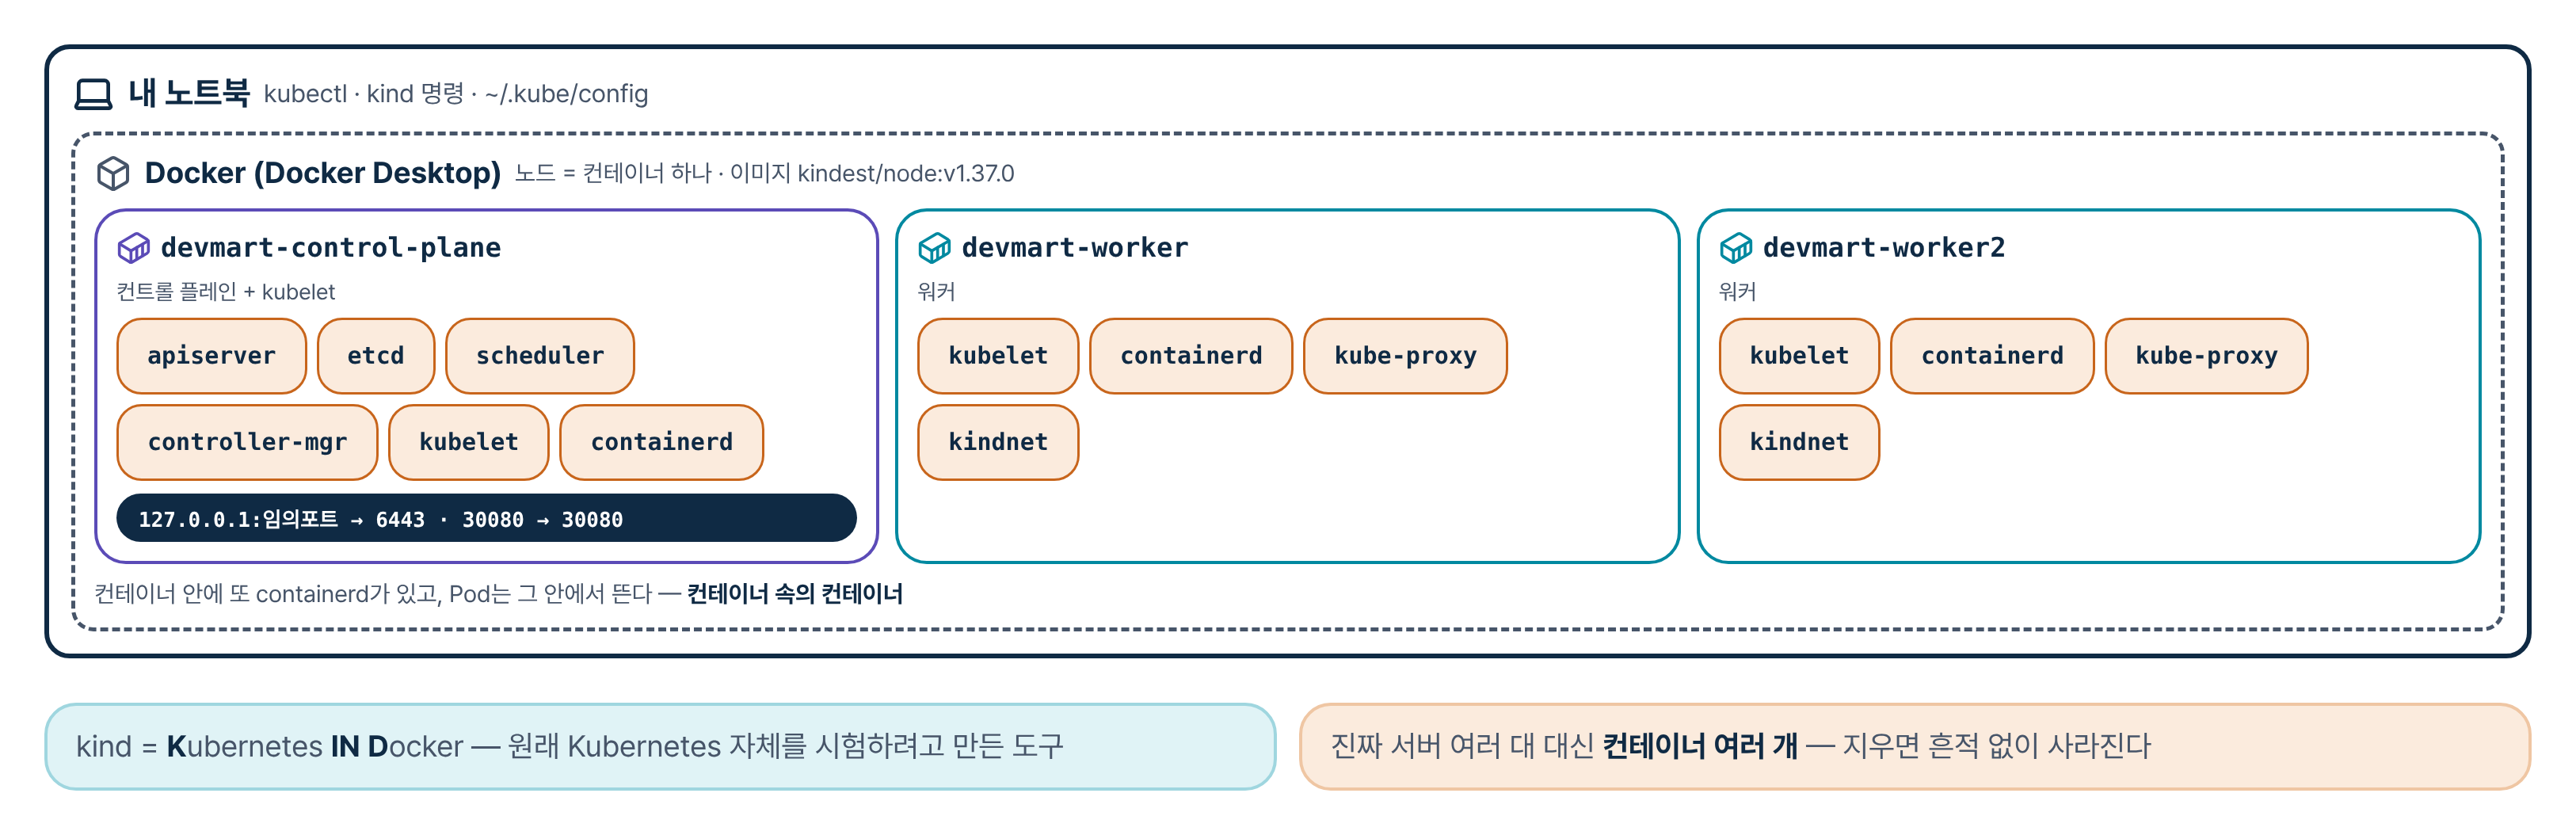 내 노트북 kubectl · kind 명령 · ~/.kube/config
Docker (Docker Desktop) 노드 = 컨테이너 하나 · 이미지 kindest/node:v1.37.0
devmart-control-plane
컨트롤 플레인 + kubelet
apiserver etcd scheduler
controller-mgr kubelet containerd
127.0.0.1:임의포트 → 6443 · 30080 → 30080
devmart-worker
워커
kubelet containerd kube-proxy
kindnet
devmart-worker2
워커
kubelet containerd kube-proxy
kindnet
컨테이너 안에 또 containerd가 있고, Pod는 그 안에서 뜬다 — 컨테이너 속의 컨테이너
kind = Kubernetes IN Docker — 원래 Kubernetes 자체를 시험하려고 만든 도구
진짜 서버 여러 대 대신 컨테이너 여러 개 — 지우면 흔적 없이 사라진다